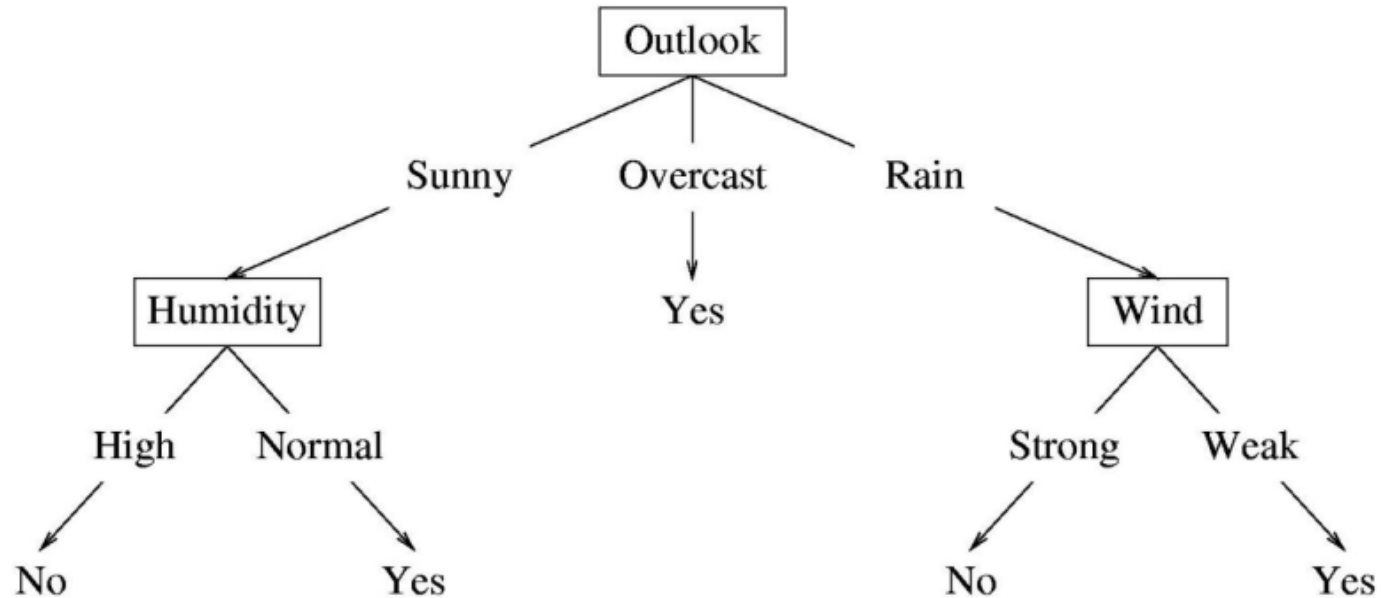 Outlook
Sunny Overcast Rain
Humidity Yes Wind
High Normal Strong Weak
No Yes No Yes